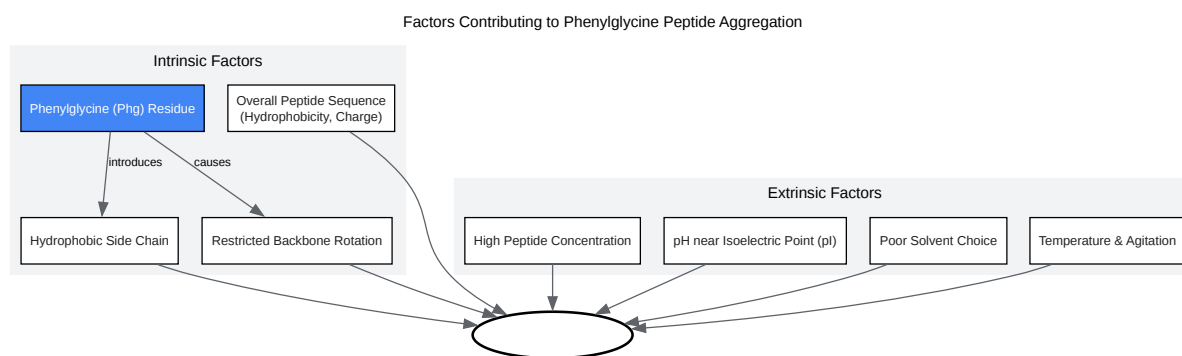 Factors Contributing to Phenylglycine Peptide Aggregation
Intrinsic Factors
Phenylglycine (Phg) Residue
Overall Peptide Sequence
(Hydrophobicity, Charge)
introduces
causes
Extrinsic Factors
Hydrophobic Side Chain
Restricted Backbone Rotation
High Peptide Concentration
pH near Isoelectric Point (pI)
Poor Solvent Choice
Temperature & Agitation